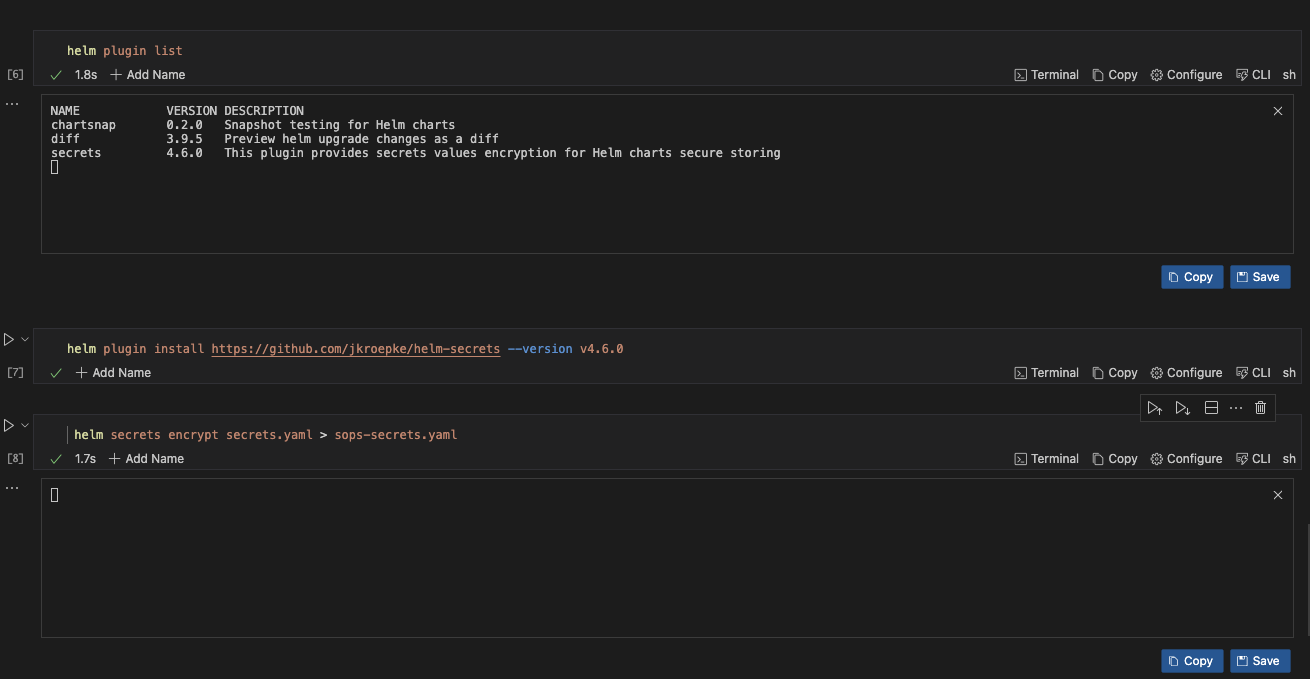 helm plugin list
[6] 1.8s Add Name Terminal Copy Configure CLI sh
NAME VERSION DESCRIPTION
chartsnap 0.2.0 Snapshot testing for Helm charts
diff 3.9.5 Preview helm upgrade changes as a diff
secrets 4.6.0 This plugin provides secrets values encryption for Helm charts secure storing
Copy Save
helm plugin install https://github.com/jkroepke/helm-secrets --version v4.6.0
[7] Add Name Terminal Copy Configure CLI sh
helm secrets encrypt secrets.yaml > sops-secrets.yaml
[8] 1.7s Add Name Terminal Copy Configure CLI sh
Copy Save